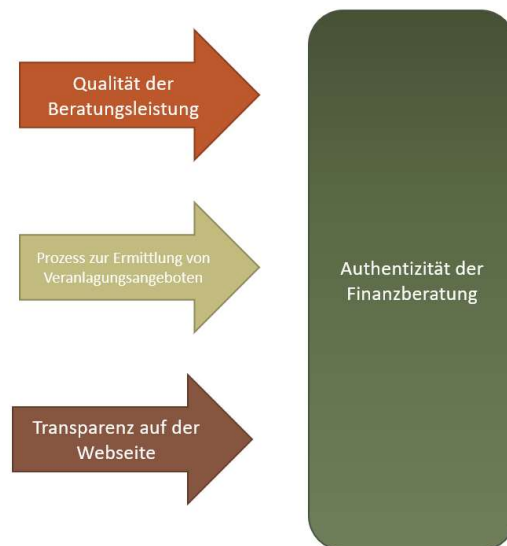 Qualität der
Beratungsleistung
Prozess zur Ermittlung von
Veranlagungsangeboten
Authentizität der
Finanzberatung
Transparenz auf der
Webseite